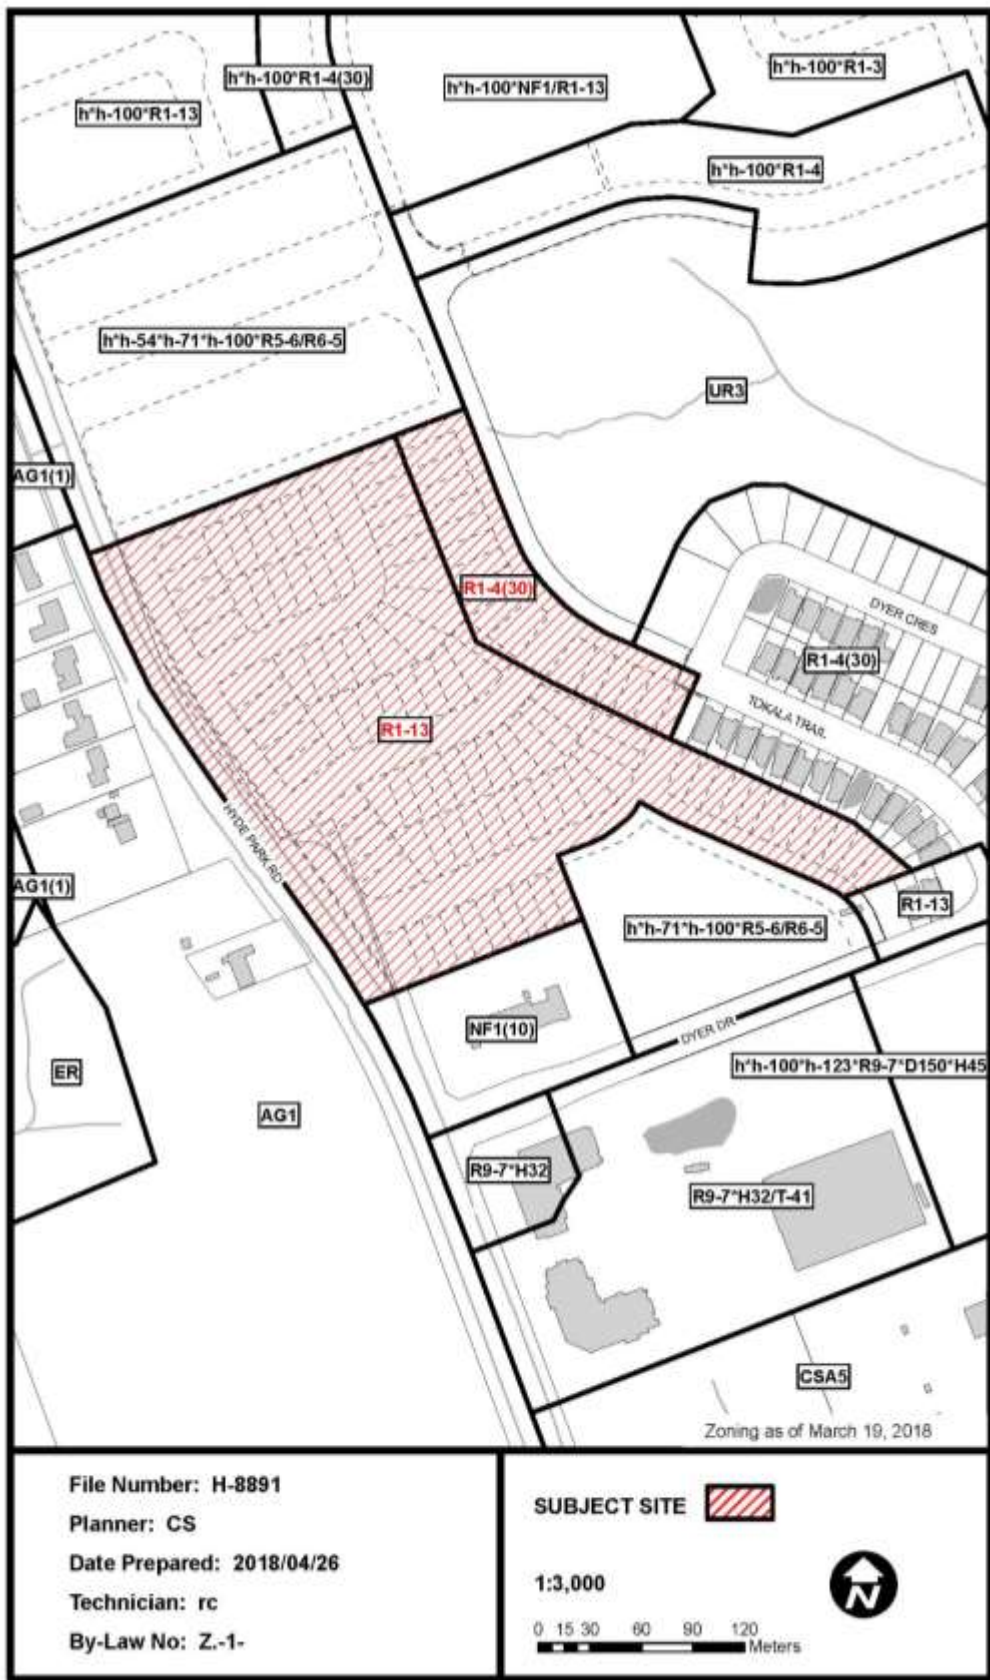 h*h-100*R1-4(30)
h*h-100*NF1/R1-13
h*h-100*R1-3
h*h-100*R1-13
h*h-100*R1-4
h*h-54*h-71*h-100*R5-6/R6-5
UR3
AG1(1)
R1-4(30)
DYER CRES
R1-4(30)
TOKALA TRAIL
R1-13
HYDE PARK RD
AG1(1)
R1-13
h*h-71*h-100*R5-6/R6-5
NF1(10)
DYER DR
h*h-100*h-123*R9-7*D150*H45
ER
AG1
R9-7*H32
R9-7*H32/T-41
CSA5
Zoning as of March 19, 2018
File Number: H-8891
Planner: CS
Date Prepared: 2018/04/26
Technician: rc
By-Law No: Z.-1-
SUBJECT SITE
1:3,000
N
0 15 30 60 90 120
Meters